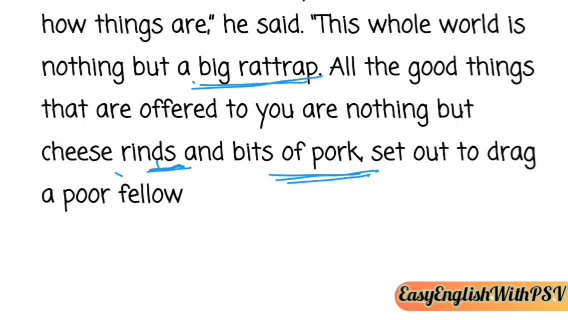 how things are," he said. "This whole world is
nothing but a big rattrap. All the good things
that are offered to you are nothing but
cheese rinds and bits of pork, set out to drag
a poor fellow
EasyEnglishWithPSV